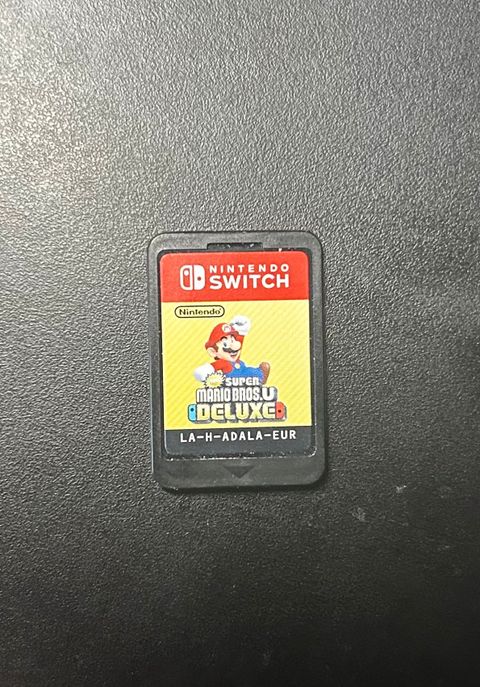 NINTENDO
SWITCH
Nintendo
NEW
SUPER
MARIO BROS. U
DELUXE
LA-H-ADALA-EUR